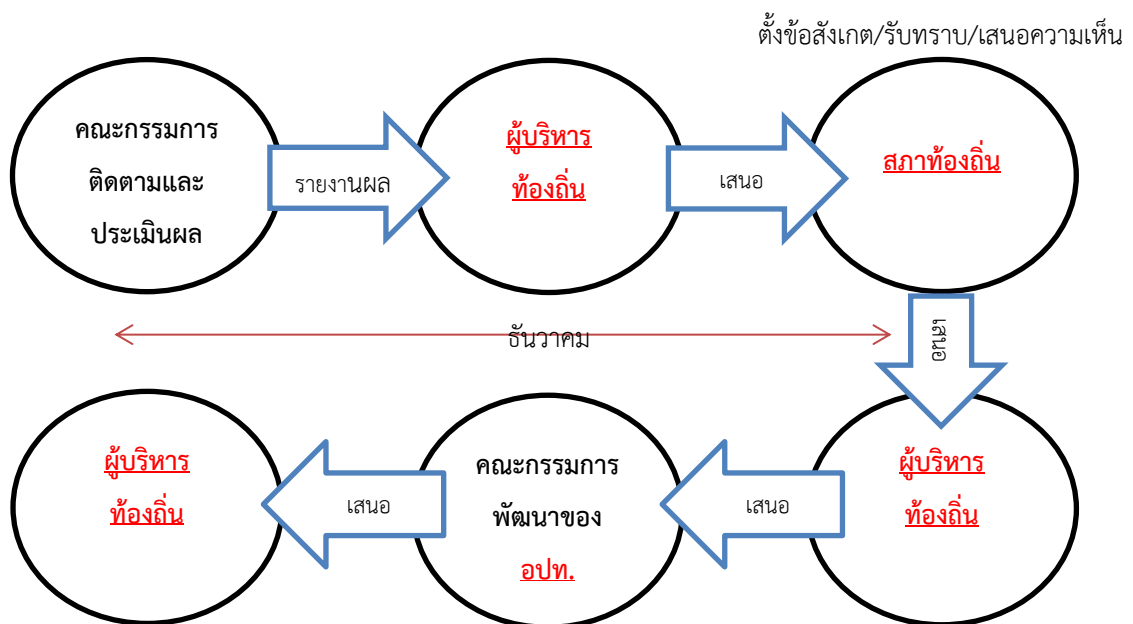 ตั้งข้อสังเกต/รับทราบ/เสนอความเห็น
คณะกรรมการ
ติดตามและ
ประเมินผล
รายงานผล
ผู้บริหาร
ท้องถิ่น
เสนอ
สภาท้องถิ่น
ธันวาคม
เสนอ
ผู้บริหาร
ท้องถิ่น
เสนอ
คณะกรรมการ
พัฒนาของ
อปท.
เสนอ
ผู้บริหาร
ท้องถิ่น